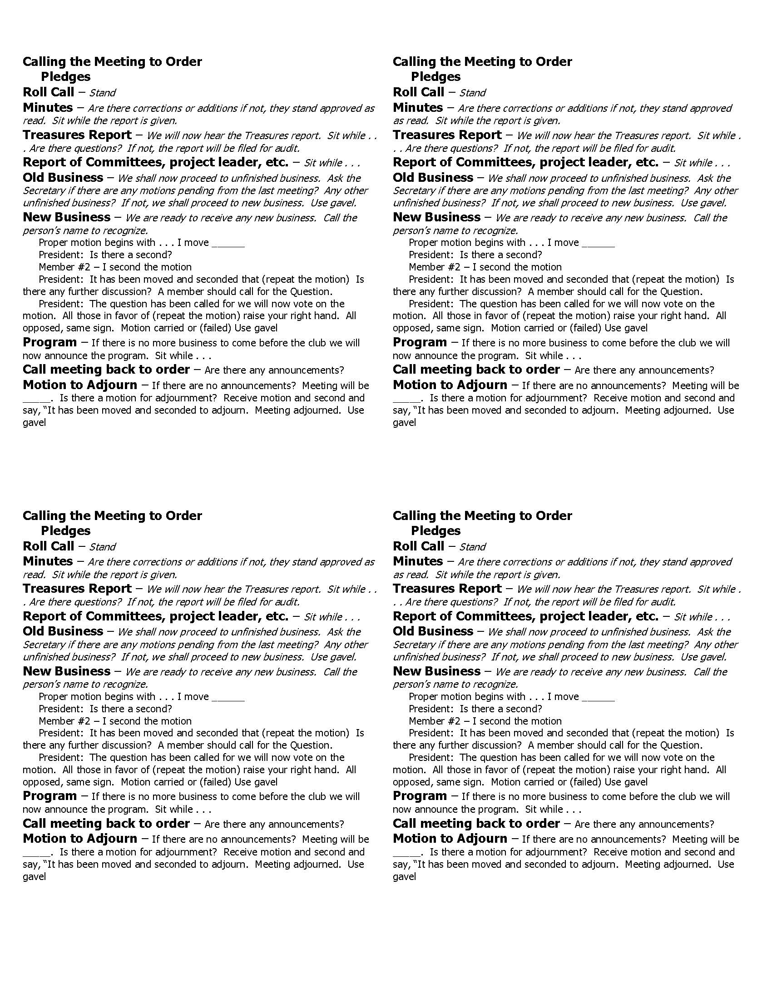 Calling the Meeting to Order
Pledges
Roll Call – Stand
Minutes – Are there corrections or additions if not, they stand approved as
read.  Sit while the report is given.
Treasures Report – We will now hear the Treasures report.  Sit while . .
. Are there questions?  If not, the report will be filed for audit.
Report of Committees, project leader, etc. – Sit while . . .
Old Business – We shall now proceed to unfinished business.  Ask the
Secretary if there are any motions pending from the last meeting?  Any other
unfinished business?  If not, we shall proceed to new business.  Use gavel.
New Business – We are ready to receive any new business.  Call the
person's name to recognize.
Proper motion begins with . . . I move ______
President:  Is there a second?
Member #2 – I second the motion
President:  It has been moved and seconded that (repeat the motion)  Is
there any further discussion?  A member should call for the Question.
President:  The question has been called for we will now vote on the
motion.  All those in favor of (repeat the motion) raise your right hand.  All
opposed, same sign.  Motion carried or (failed) Use gavel
Program – If there is no more business to come before the club we will
now announce the program.  Sit while . . .
Call meeting back to order – Are there any announcements?
Motion to Adjourn – If there are no announcements?  Meeting will be
_____.  Is there a motion for adjournment?  Receive motion and second and
say, “It has been moved and seconded to adjourn.  Meeting adjourned.  Use
gavel
Calling the Meeting to Order
Pledges
Roll Call – Stand
Minutes – Are there corrections or additions if not, they stand approved
as read.  Sit while the report is given.
Treasures Report – We will now hear the Treasures report.  Sit while .
. . Are there questions?  If not, the report will be filed for audit.
Report of Committees, project leader, etc. – Sit while . . .
Old Business – We shall now proceed to unfinished business.  Ask the
Secretary if there are any motions pending from the last meeting?  Any other
unfinished business?  If not, we shall proceed to new business.  Use gavel.
New Business – We are ready to receive any new business.  Call the
person's name to recognize.
Proper motion begins with . . . I move ______
President:  Is there a second?
Member #2 – I second the motion
President:  It has been moved and seconded that (repeat the motion)  Is
there any further discussion?  A member should call for the Question.
President:  The question has been called for we will now vote on the
motion.  All those in favor of (repeat the motion) raise your right hand.  All
opposed, same sign.  Motion carried or (failed) Use gavel
Program – If there is no more business to come before the club we will
now announce the program.  Sit while . . .
Call meeting back to order – Are there any announcements?
Motion to Adjourn – If there are no announcements?  Meeting will be
_____.  Is there a motion for adjournment?  Receive motion and second and
say, “It has been moved and seconded to adjourn.  Meeting adjourned.  Use
gavel
Calling the Meeting to Order
Pledges
Roll Call – Stand
Minutes – Are there corrections or additions if not, they stand approved as
read.  Sit while the report is given.
Treasures Report – We will now hear the Treasures report.  Sit while . .
. Are there questions?  If not, the report will be filed for audit.
Report of Committees, project leader, etc. – Sit while . . .
Old Business – We shall now proceed to unfinished business.  Ask the
Secretary if there are any motions pending from the last meeting?  Any other
unfinished business?  If not, we shall proceed to new business.  Use gavel.
New Business – We are ready to receive any new business.  Call the
person's name to recognize.
Proper motion begins with . . . I move ______
President:  Is there a second?
Member #2 – I second the motion
President:  It has been moved and seconded that (repeat the motion)  Is
there any further discussion?  A member should call for the Question.
President:  The question has been called for we will now vote on the
motion.  All those in favor of (repeat the motion) raise your right hand.  All
opposed, same sign.  Motion carried or (failed) Use gavel
Program – If there is no more business to come before the club we will
now announce the program.  Sit while . . .
Call meeting back to order – Are there any announcements?
Motion to Adjourn – If there are no announcements?  Meeting will be
_____.  Is there a motion for adjournment?  Receive motion and second and
say, “It has been moved and seconded to adjourn.  Meeting adjourned.  Use
gavel
Calling the Meeting to Order
Pledges
Roll Call – Stand
Minutes – Are there corrections or additions if not, they stand approved
as read.  Sit while the report is given.
Treasures Report – We will now hear the Treasures report.  Sit while .
. . Are there questions?  If not, the report will be filed for audit.
Report of Committees, project leader, etc. – Sit while . . .
Old Business – We shall now proceed to unfinished business.  Ask the
Secretary if there are any motions pending from the last meeting?  Any other
unfinished business?  If not, we shall proceed to new business.  Use gavel.
New Business – We are ready to receive any new business.  Call the
person's name to recognize.
Proper motion begins with . . . I move ______
President:  Is there a second?
Member #2 – I second the motion
President:  It has been moved and seconded that (repeat the motion)  Is
there any further discussion?  A member should call for the Question.
President:  The question has been called for we will now vote on the
motion.  All those in favor of (repeat the motion) raise your right hand.  All
opposed, same sign.  Motion carried or (failed) Use gavel
Program – If there is no more business to come before the club we will
now announce the program.  Sit while . . .
Call meeting back to order – Are there any announcements?
Motion to Adjourn – If there are no announcements?  Meeting will be
_____.  Is there a motion for adjournment?  Receive motion and second and
say, “It has been moved and seconded to adjourn.  Meeting adjourned.  Use
gavel